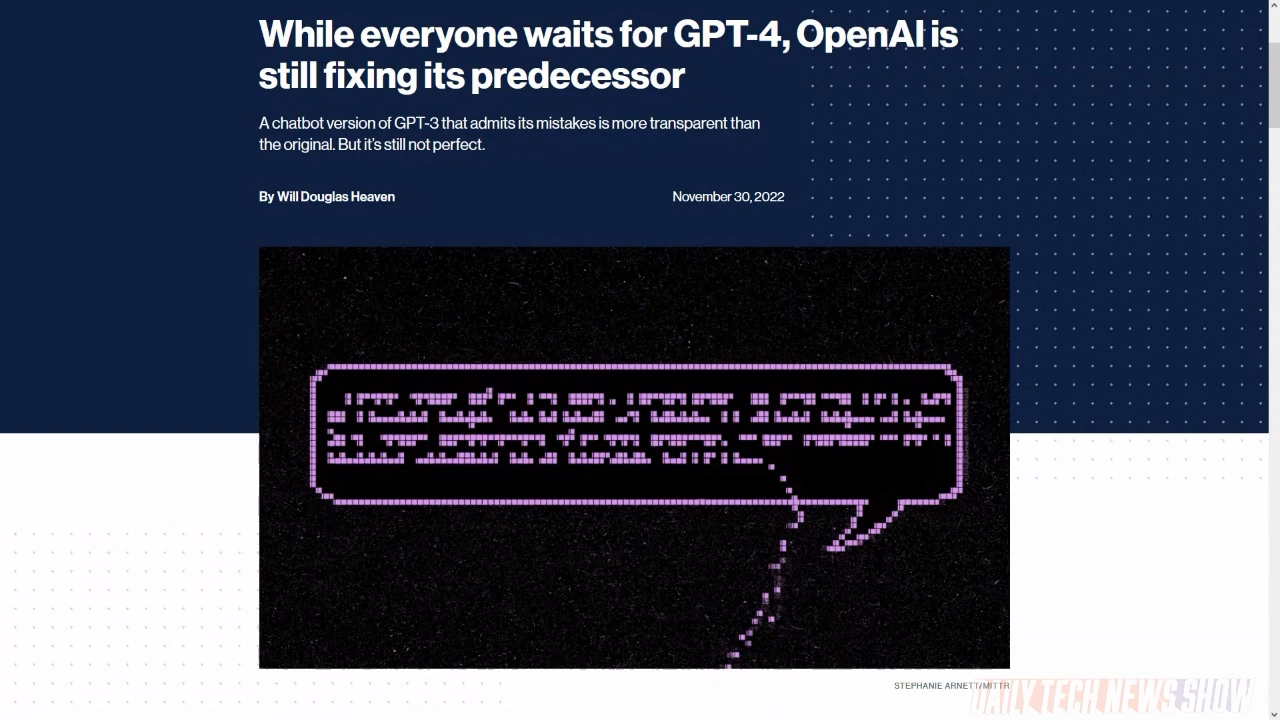 While everyone waits for GPT-4, OpenAI is
still fixing its predecessor
A chatbot version of GPT-3 that admits its mistakes is more transparent than
the original. But it's still not perfect.
By Will Douglas Heaven
November 30, 2022
STEPHANIE ARNETT/MITTR
DAILY TECH NEWS SHOW